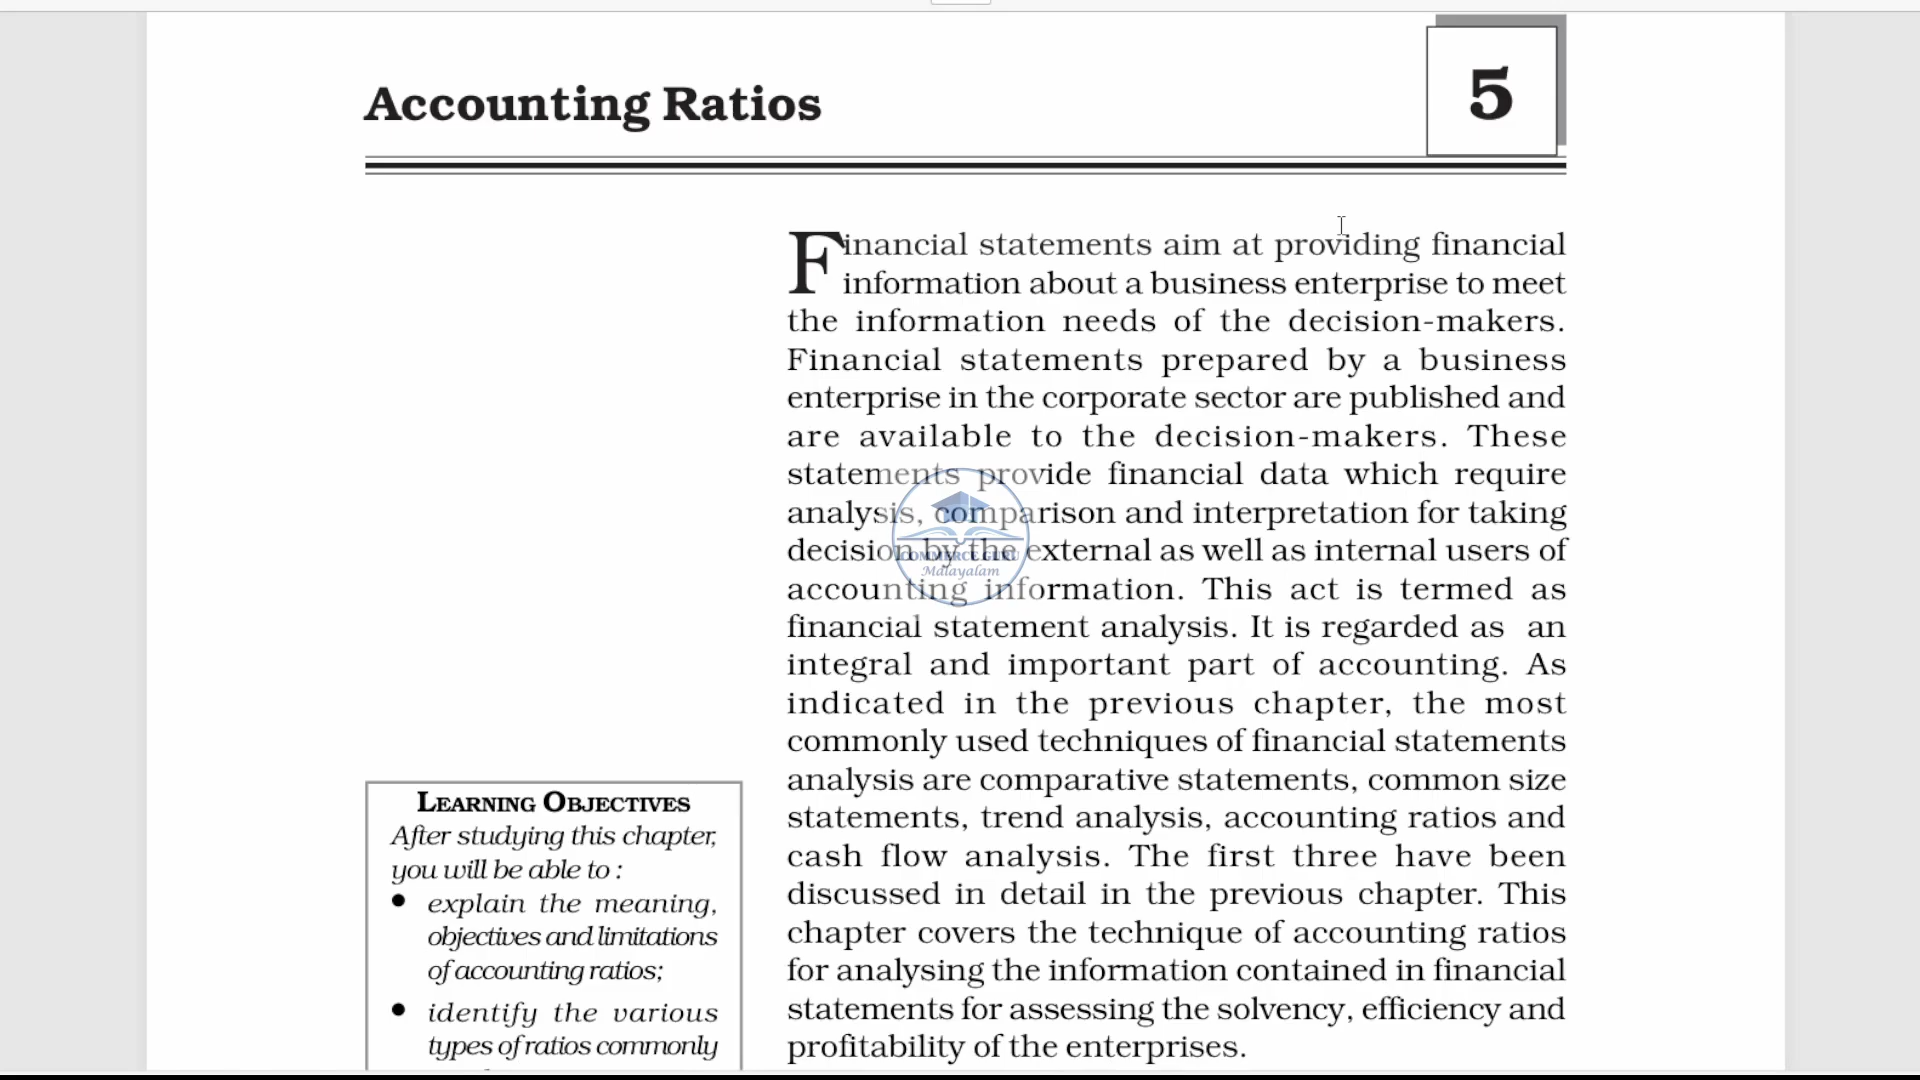 Accounting Ratios
5
Financial statements aim at providing financial
information about a business enterprise to meet
the information needs of the decision-makers.
Financial statements prepared by a business
enterprise in the corporate sector are published and
are available to the decision-makers. These
statements provide financial data which require
analysis, comparison and interpretation for taking
decision by the external as well as internal users of
accounting information. This act is termed as
financial statement analysis. It is regarded as an
integral and important part of accounting. As
indicated in the previous chapter, the most
commonly used techniques of financial statements
analysis are comparative statements, common size
statements, trend analysis, accounting ratios and
cash flow analysis. The first three have been
discussed in detail in the previous chapter. This
chapter covers the technique of accounting ratios
for analysing the information contained in financial
statements for assessing the solvency, efficiency and
profitability of the enterprises.
LEARNING OBJECTIVES
After studying this chapter,
you will be able to :
• explain the meaning,
objectives and limitations
of accounting ratios;
• identify the various
types of ratios commonly
COMMERCE GURU
Malayalam